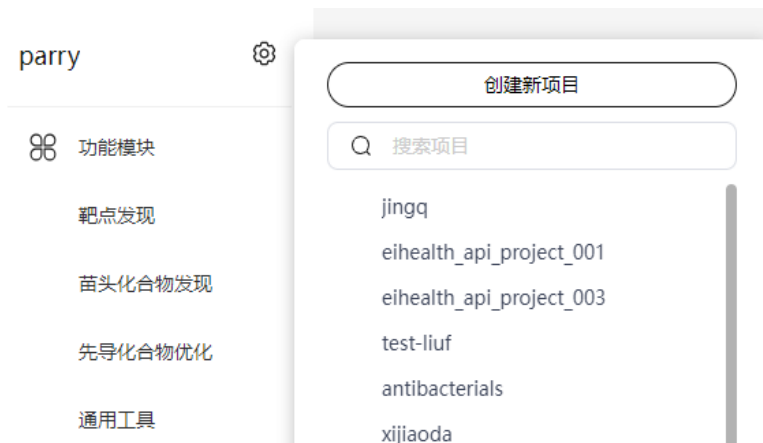 parry
功能模块
靶点发现
苗头化合物发现
先导化合物优化
通用工具
创建新项目
搜索项目
jingq
eihealth_api_project_001
eihealth_api_project_003
test-liuf
antibacterials
xijiaoda